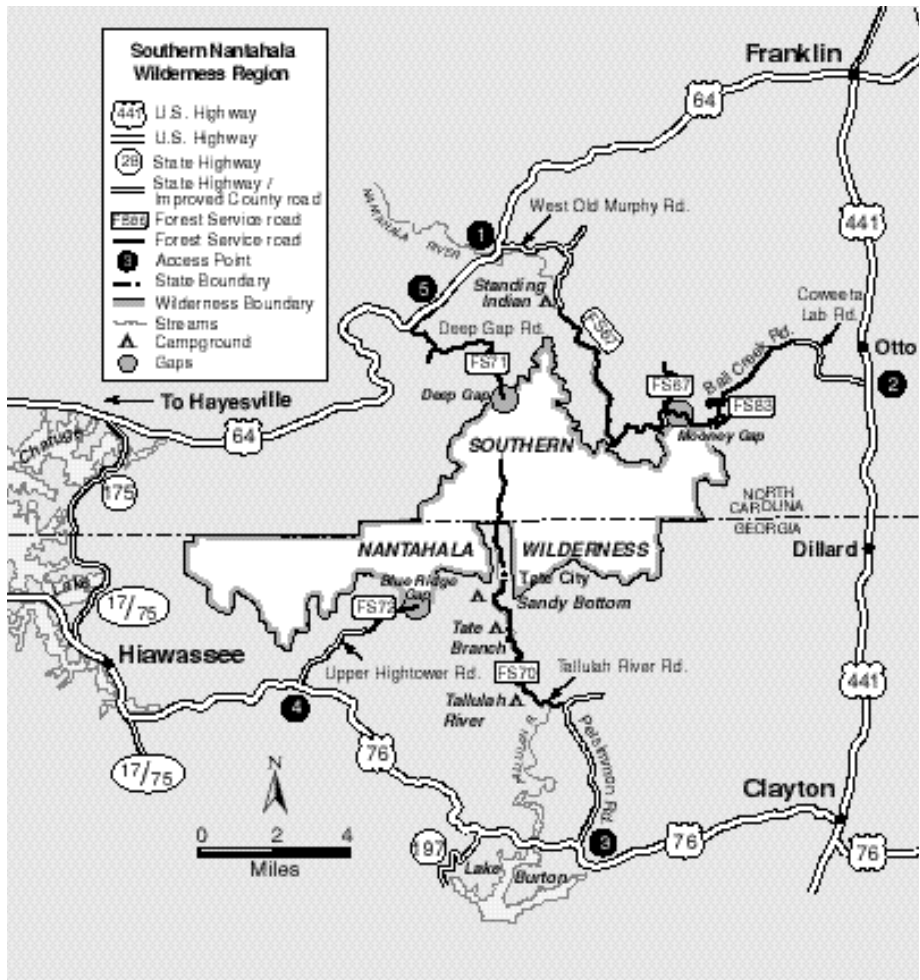 Southern Nantahala
Wilderness Region
441 U.S. Highway
U.S. Highway
28 State Highway
State Highway /
Improved County road
Forest Service road
Forest Service road
3 Access Point
State Boundary
Wilderness Boundary
Streams
Campground
Gaps
Franklin
64
NANTAHALA
RIVER
1
West Old Murphy Rd.
441
5
Standing
Indian
Coweeta
Lab Rd.
Deep Gap Rd.
FS67
Ball Creek Rd.
Otto
FS71
FS67
2
To Hayesville
Deep Gap
FS83
64
Mooney Gap
Chatuge
SOUTHERN
175
NORTH
CAROLINA
GEORGIA
NANTAHALA
WILDERNESS
Dillard
Lake
Blue Ridge
Gap
Tate City
17/75
FS72
Sandy Bottom
Tate
Branch
Hiawassee
Upper Hightower Rd.
FS70
Tallulah River Rd.
441
4
Tallulah
River
TALLULAH R.
Persimmon Rd.
76
17/75
N
Clayton
0 2 4
Miles
197
3
76
76
Lake
Burton